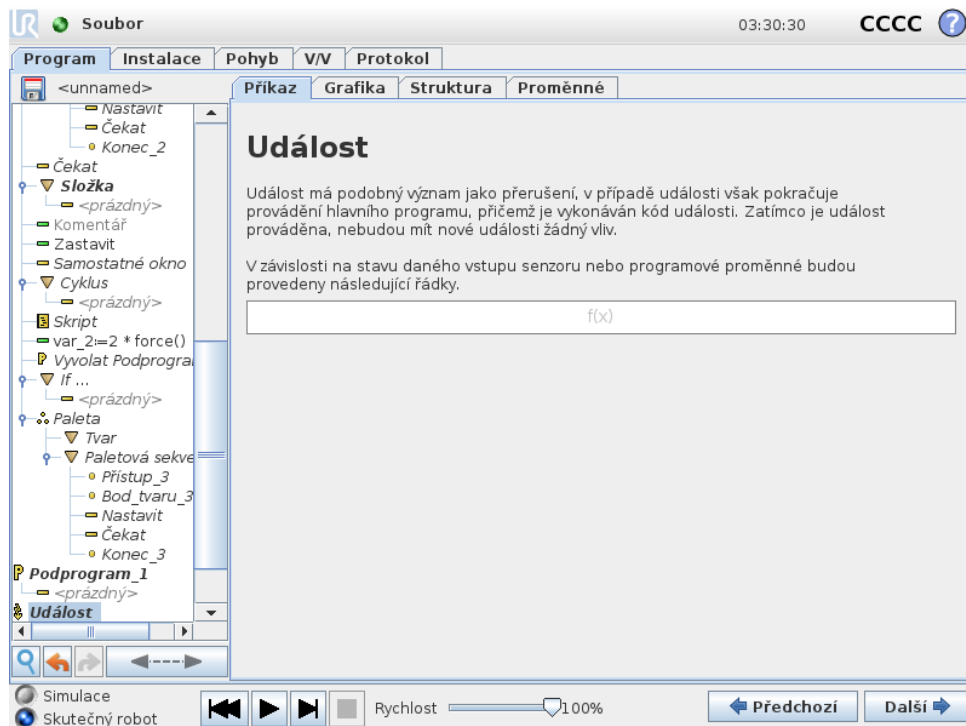 UR
Soubor
03:30:30
CCCC
?
Program
Instalace
Pohyb
V/V
Protokol
<unnamed>
Příkaz
Grafika
Struktura
Proměnné
Nastavit
Čekat
Konec_2
Čekat
Složka
<prázdný>
Komentář
Zastavit
Samostatné okno
Cyklus
<prázdný>
Skript
var_2:=2 * force()
P Vyvolat Podprogra
If ...
<prázdný>
Paleta
Tvar
Paletová sekve
Přístup_3
Bod_tvaru_3
Nastavit
Čekat
Konec_3
P Podprogram_1
<prázdný>
Událost
Událost
Událost má podobný význam jako přerušení, v případě události však pokračuje
provádění hlavního programu, přičemž je vykonáván kód události. Zatímco je událost
prováděna, nebudou mít nové události žádný vliv.
V závislosti na stavu daného vstupu senzoru nebo programové proměnné budou
provedeny následující řádky.
f(x)
Simulace
Skutečný robot
Rychlost
100%
Předchozí
Další